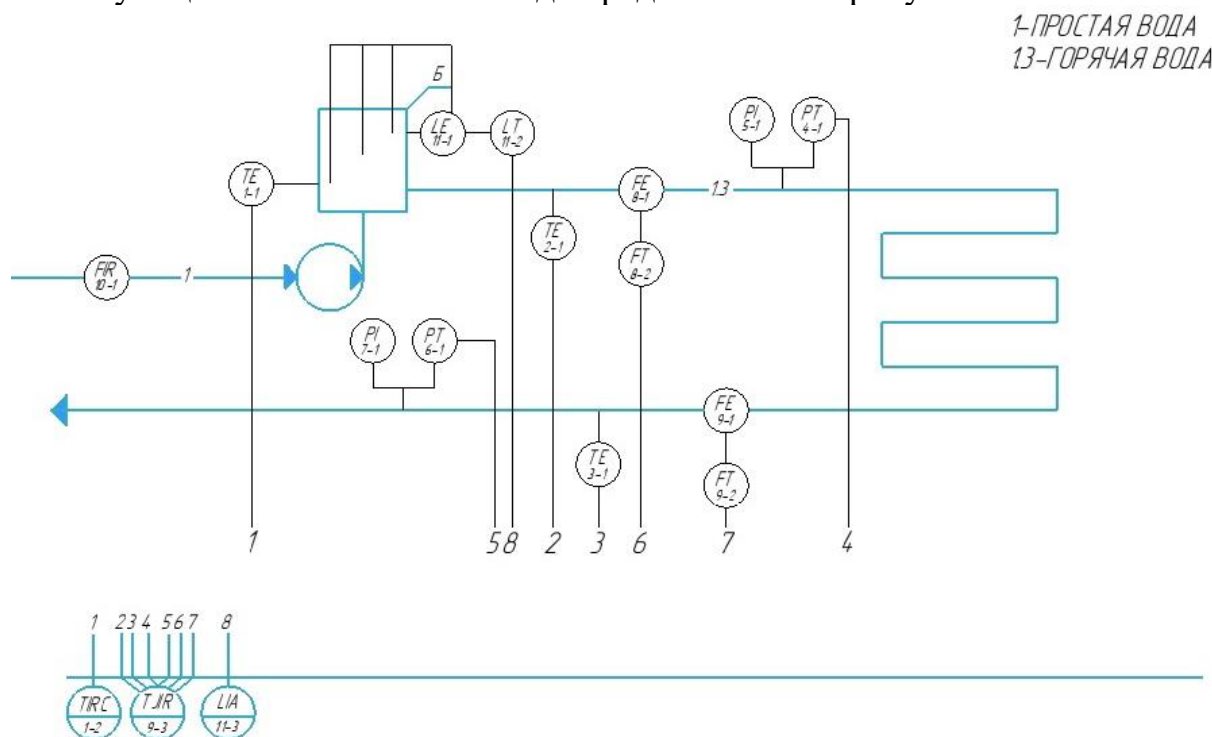 1-ПРОСТАЯ ВОДА
1.3-ГОРЯЧАЯ ВОДА
Б
LE
11-1
LT
11-2
PI
5-1
PT
4-1
TE
1-1
FE
8-1
1.3
TE
2-1
FT
8-2
FIR
10-1
1
PI
7-1
PT
6-1
FE
9-1
TE
3-1
FT
9-2
1 5 8 2 3 6 7 4
1 2 3 4 5 6 7 8
TIRC
1-2
TJIR
9-3
LIA
11-3